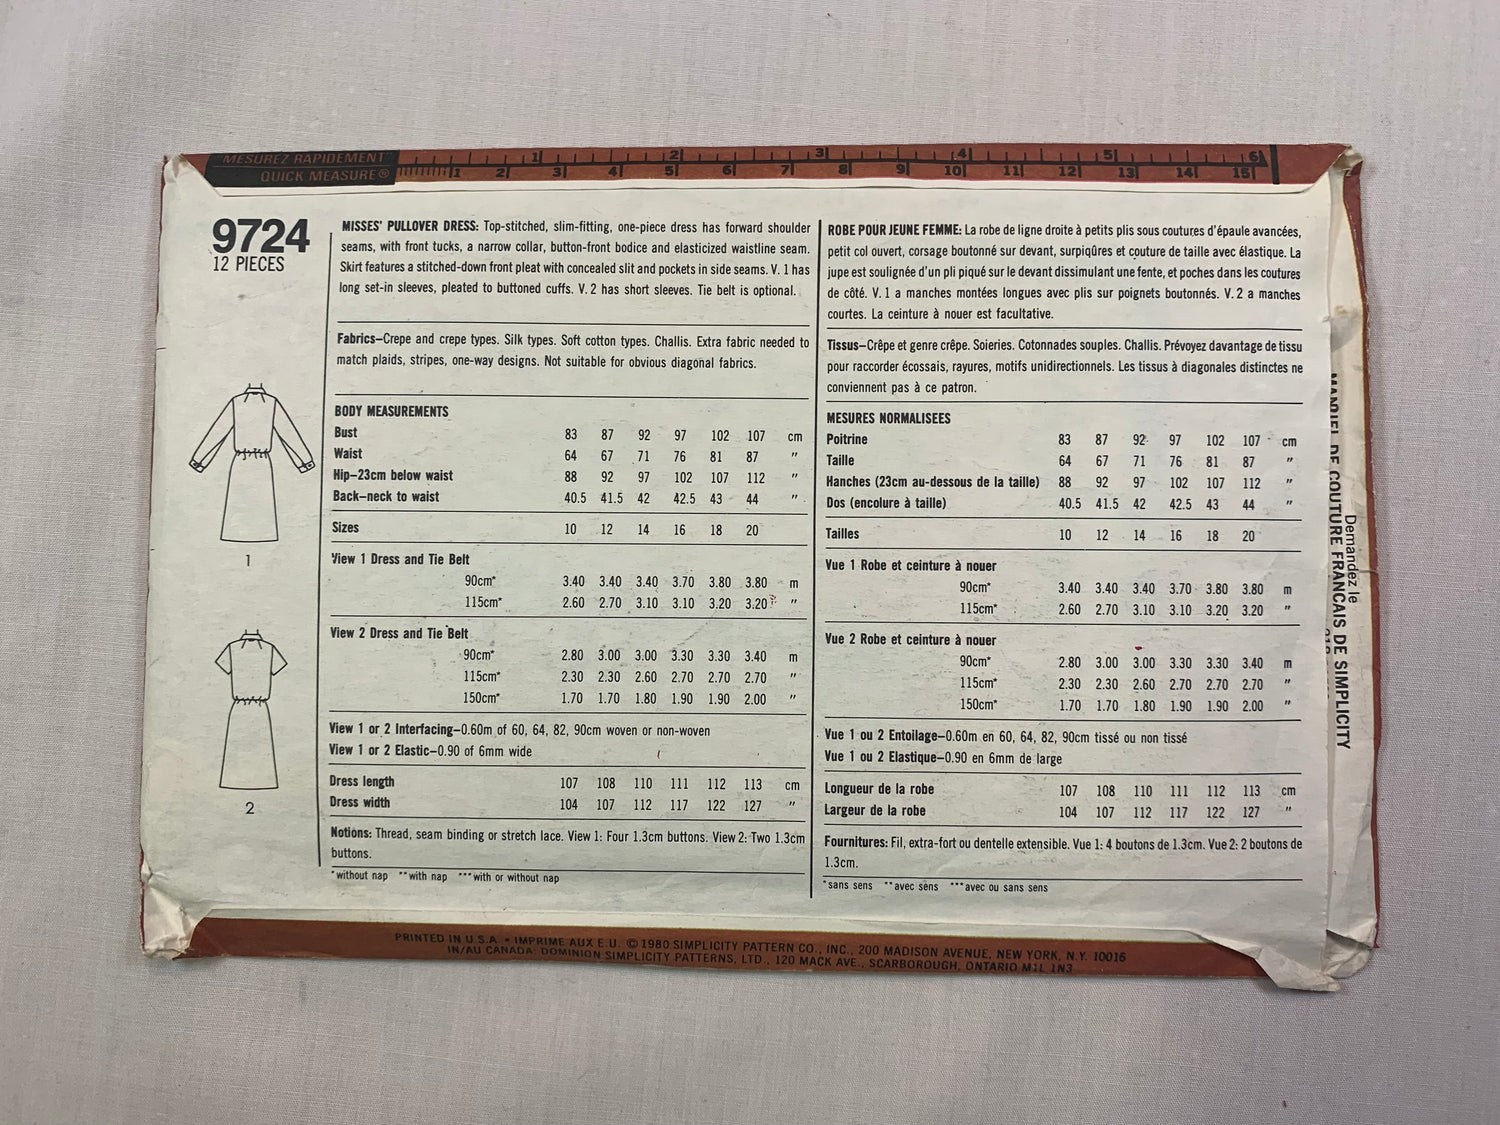 MESUREZ RAPIDEMENT
QUICK MEASURE®
1 2 3 4 5 6
1 2 3 4 5 6 7 8 9 10 11 12 13 14 15
9724
12 PIECES
1
2
MISSES' PULLOVER DRESS: Top-stitched, slim-fitting, one-piece dress has forward shoulder
seams, with front tucks, a narrow collar, button-front bodice and elasticized waistline seam.
Skirt features a stitched-down front pleat with concealed slit and pockets in side seams. V. 1 has
long set-in sleeves, pleated to buttoned cuffs. V. 2 has short sleeves. Tie belt is optional.
Fabrics—Crepe and crepe types. Silk types. Soft cotton types. Challis. Extra fabric needed to
match plaids, stripes, one-way designs. Not suitable for obvious diagonal fabrics.
BODY MEASUREMENTS
Bust 83 87 92 97 102 107 cm
Waist 64 67 71 76 81 87 "
Hip—23cm below waist 88 92 97 102 107 112 "
Back—neck to waist 40.5 41.5 42 42.5 43 44 "
Sizes 10 12 14 16 18 20
View 1 Dress and Tie Belt
90cm* 3.40 3.40 3.40 3.70 3.80 3.80 m
115cm* 2.60 2.70 3.10 3.10 3.20 3.20 "
View 2 Dress and Tie Belt
90cm* 2.80 3.00 3.00 3.30 3.30 3.40 m
115cm* 2.30 2.30 2.60 2.70 2.70 2.70 "
150cm* 1.70 1.70 1.80 1.90 1.90 2.00 "
View 1 or 2 Interfacing—0.60m of 60, 64, 82, 90cm woven or non-woven
View 1 or 2 Elastic—0.90 of 6mm wide
Dress length 107 108 110 111 112 113 cm
Dress width 104 107 112 117 122 127 "
Notions: Thread, seam binding or stretch lace. View 1: Four 1.3cm buttons. View 2: Two 1.3cm
buttons.
*without nap **with nap ***with or without nap
ROBE POUR JEUNE FEMME: La robe de ligne droite à petits plis sous coutures d'épaule avancées,
petit col ouvert, corsage boutonné sur devant, surpiqûres et couture de taille avec élastique. La
jupe est soulignée d'un pli piqué sur le devant dissimulant une fente, et poches dans les coutures
de côté. V. 1 a manches montées longues avec plis sur poignets boutonnés. V. 2 a manches
courtes. La ceinture à nouer est facultative.
Tissus—Crêpe et genre crêpe. Soieries. Cotonnades souples. Challis. Prévoyez davantage de tissu
pour raccorder écossais, rayures, motifs unidirectionnels. Les tissus à diagonales distinctes ne
conviennent pas à ce patron.
MESURES NORMALISEES
Poitrine 83 87 92 97 102 107 cm
Taille 64 67 71 76 81 87 "
Hanches (23cm au-dessous de la taille) 88 92 97 102 107 112 "
Dos (encolure à taille) 40.5 41.5 42 42.5 43 44 "
Tailles 10 12 14 16 18 20
Vue 1 Robe et ceinture à nouer
90cm* 3.40 3.40 3.40 3.70 3.80 3.80 m
115cm* 2.60 2.70 3.10 3.10 3.20 3.20 "
Vue 2 Robe et ceinture à nouer
90cm* 2.80 3.00 3.00 3.30 3.30 3.40 m
115cm* 2.30 2.30 2.60 2.70 2.70 2.70 "
150cm* 1.70 1.70 1.80 1.90 1.90 2.00 "
Vue 1 ou 2 Entoilage—0.60m en 60, 64, 82, 90cm tissé ou non tissé
Vue 1 ou 2 Elastique—0.90 en 6mm de large
Longueur de la robe 107 108 110 111 112 113 cm
Largeur de la robe 104 107 112 117 122 127 "
Fournitures: Fil, extra-fort ou dentelle extensible. Vue 1: 4 boutons de 1.3cm. Vue 2: 2 boutons de
1.3cm.
*sans sens **avec sens ***avec ou sans sens
Demandez le
MANUEL DE COUTURE FRANCAIS DE SIMPLICITY
PRINTED IN U.S.A. • IMPRIME AUX E.U. ©1980 SIMPLICITY PATTERN CO., INC., 200 MADISON AVENUE, NEW YORK, N.Y. 10016
IN/AU CANADA: DOMINION SIMPLICITY PATTERNS, LTD., 120 MACK AVE., SCARBOROUGH, ONTARIO M1L 1N3